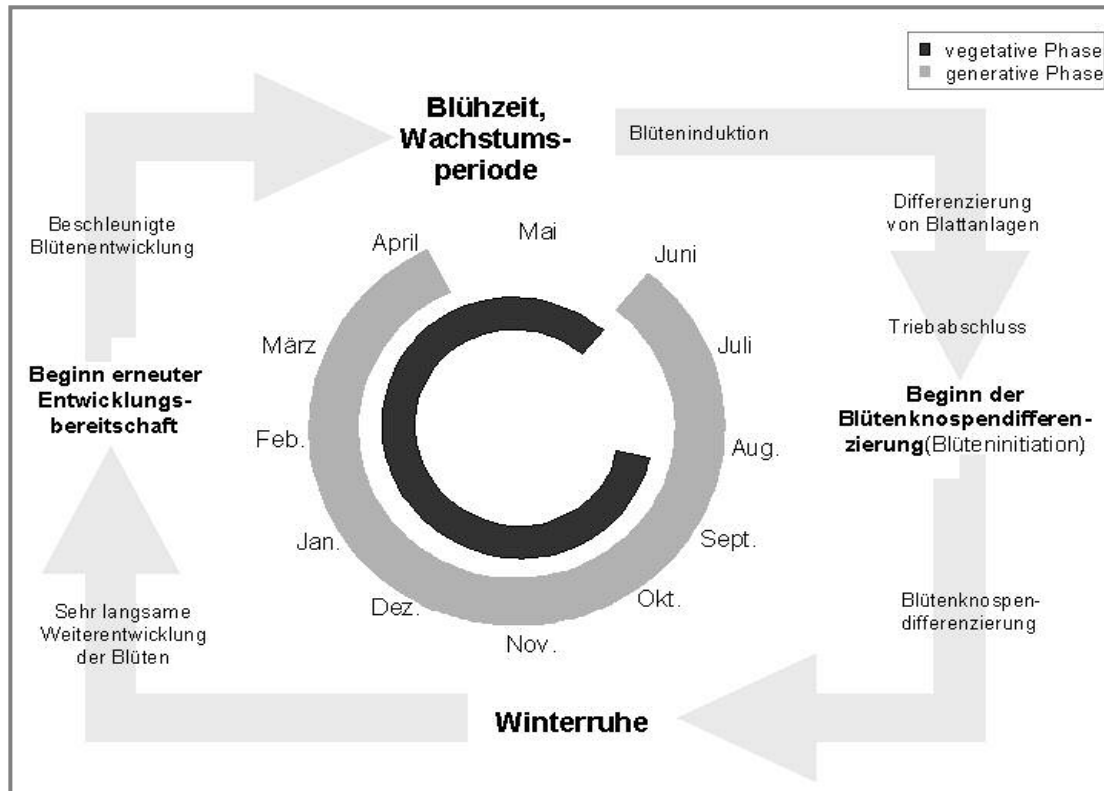 vegetative Phase
generative Phase
Blühzeit,
Wachstums-
periode
Blüteninduktion
Differenzierung
von Blattanlagen
Triebabschluss
Beginn der
Blütenknospendifferen-
zierung(Blüteninitiation)
Blütenknospen-
differenzierung
Winterruhe
Sehr langsame
Weiterentwicklung
der Blüten
Beginn erneuter
Entwicklungs-
bereitschaft
Beschleunigte
Blütenentwicklung
Mai
Juni
Juli
Aug.
Sept.
Okt.
Nov.
Dez.
Jan.
Feb.
März
April